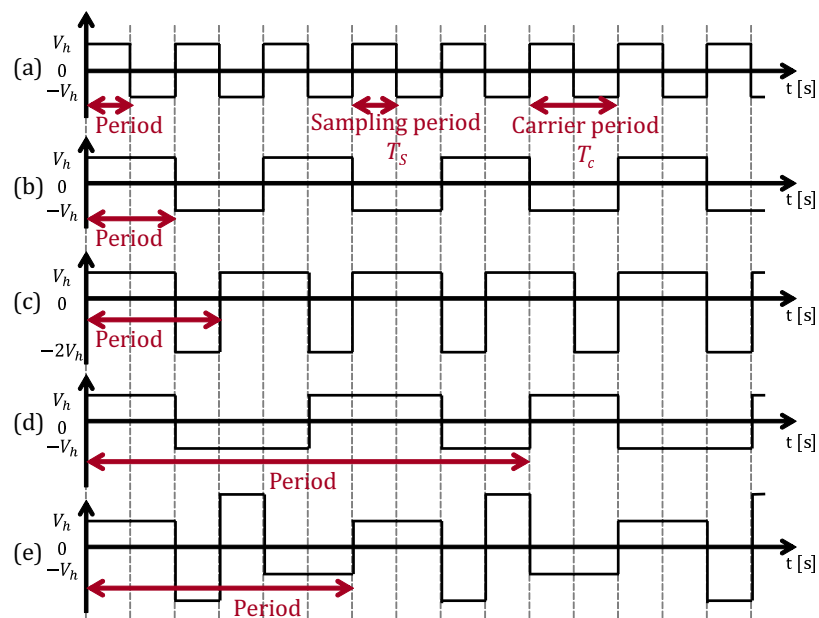 V_h
(a) 0
−V_h
t [s]
Period
Sampling period
T_S
Carrier period
T_c
V_h
(b) 0
−V_h
t [s]
Period
V_h
(c) 0
t [s]
Period
−2V_h
V_h
(d) 0
−V_h
t [s]
Period
V_h
(e) 0
−V_h
t [s]
Period